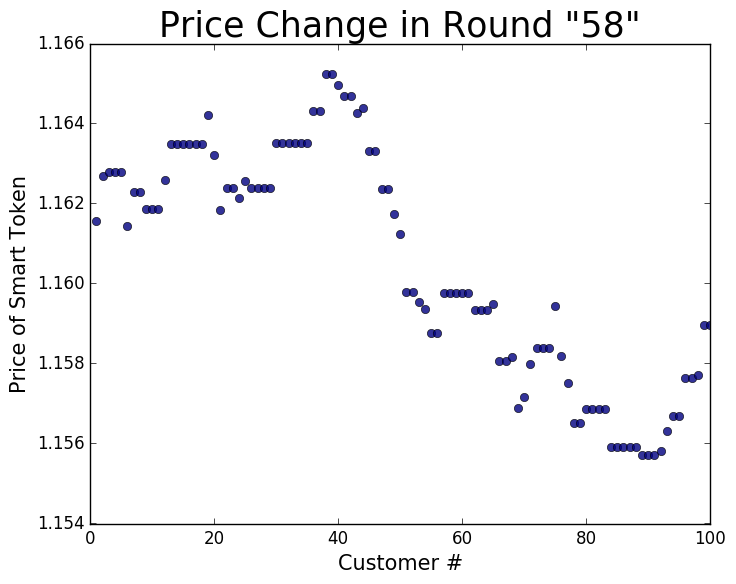 Price Change in Round "58"
1.166
1.164
1.162
1.160
1.158
1.156
1.154
Price of Smart Token
0 20 40 60 80 100
Customer #